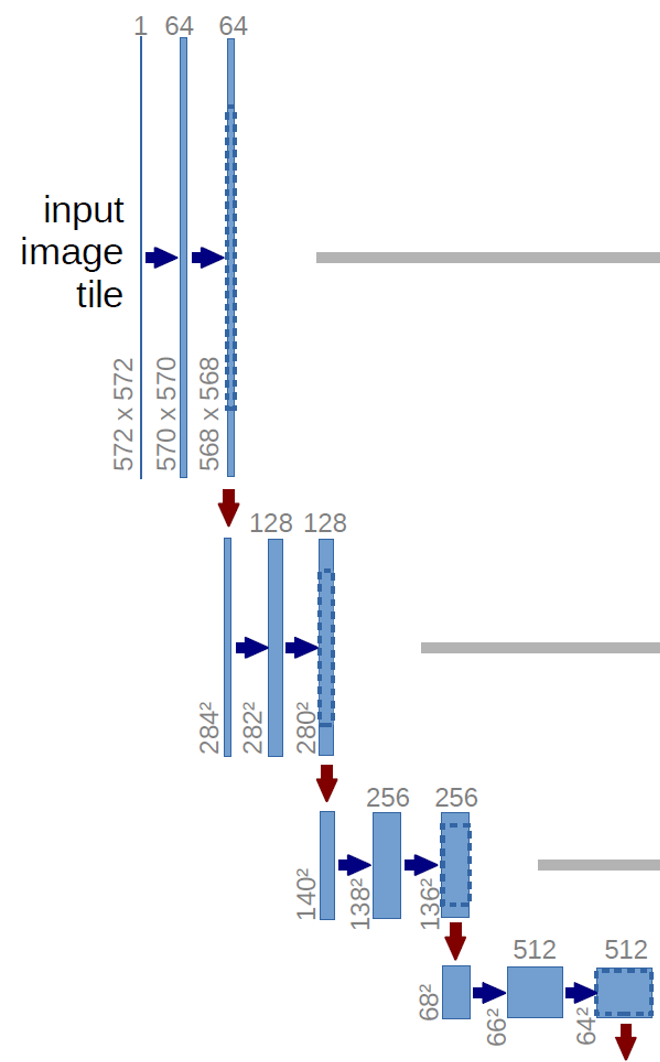 1 64 64
input
image
tile
572 x 572
570 x 570
568 x 568
128 128
284²
282²
280²
256 256
140²
138²
136²
512 512
68²
66²
64²